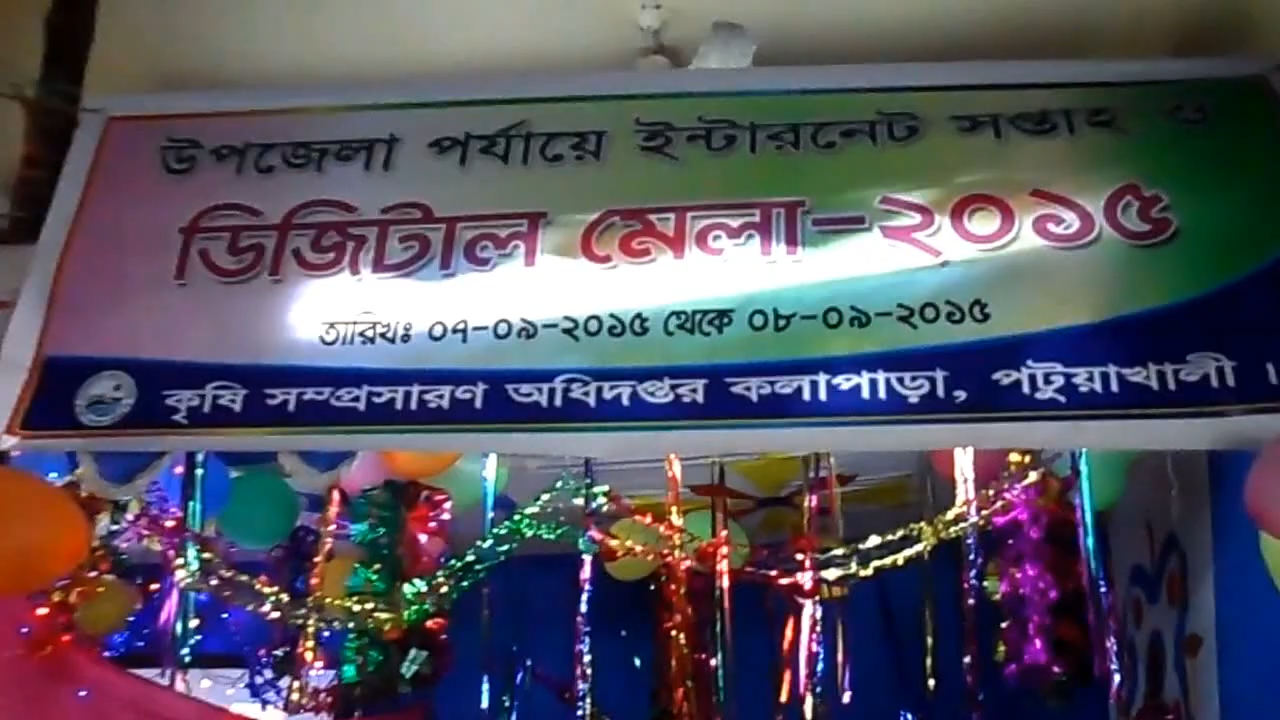 উপজেলা পর্যায়ে ইন্টারনেট সপ্তাহ ও
ডিজিটাল মেলা-২০১৫
তারিখঃ ০৭-০৯-২০১৫ থেকে ০৮-০৯-২০১৫
কৃষি সম্প্রসারণ অধিদপ্তর কলাপাড়া, পটুয়াখালী ।